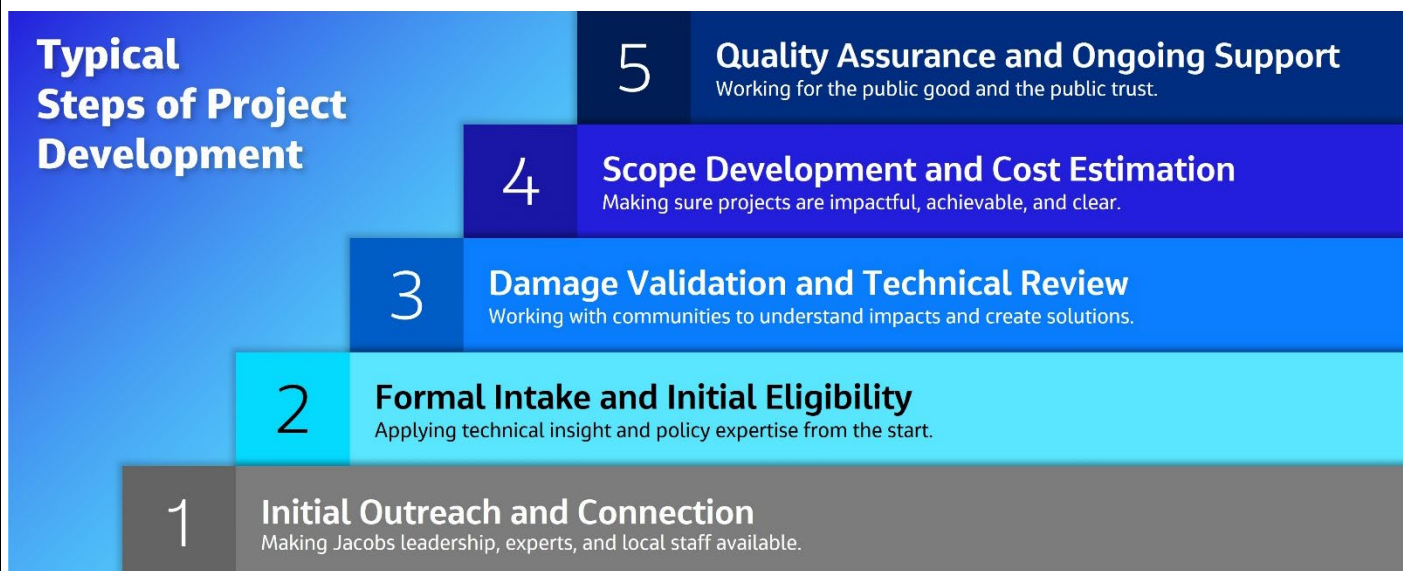 Typical
Steps of Project
Development
5
Quality Assurance and Ongoing Support
Working for the public good and the public trust.
4
Scope Development and Cost Estimation
Making sure projects are impactful, achievable, and clear.
3
Damage Validation and Technical Review
Working with communities to understand impacts and create solutions.
2
Formal Intake and Initial Eligibility
Applying technical insight and policy expertise from the start.
1
Initial Outreach and Connection
Making Jacobs leadership, experts, and local staff available.